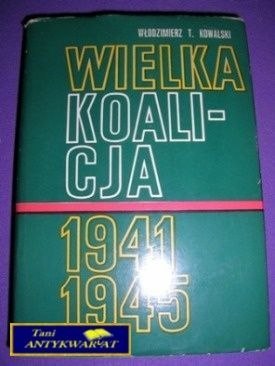 WŁODZIMIERZ T. KOWALSKI
WIELKA
KOALI-
CJA
1941
1945
Tani
ANTYKWARIAT